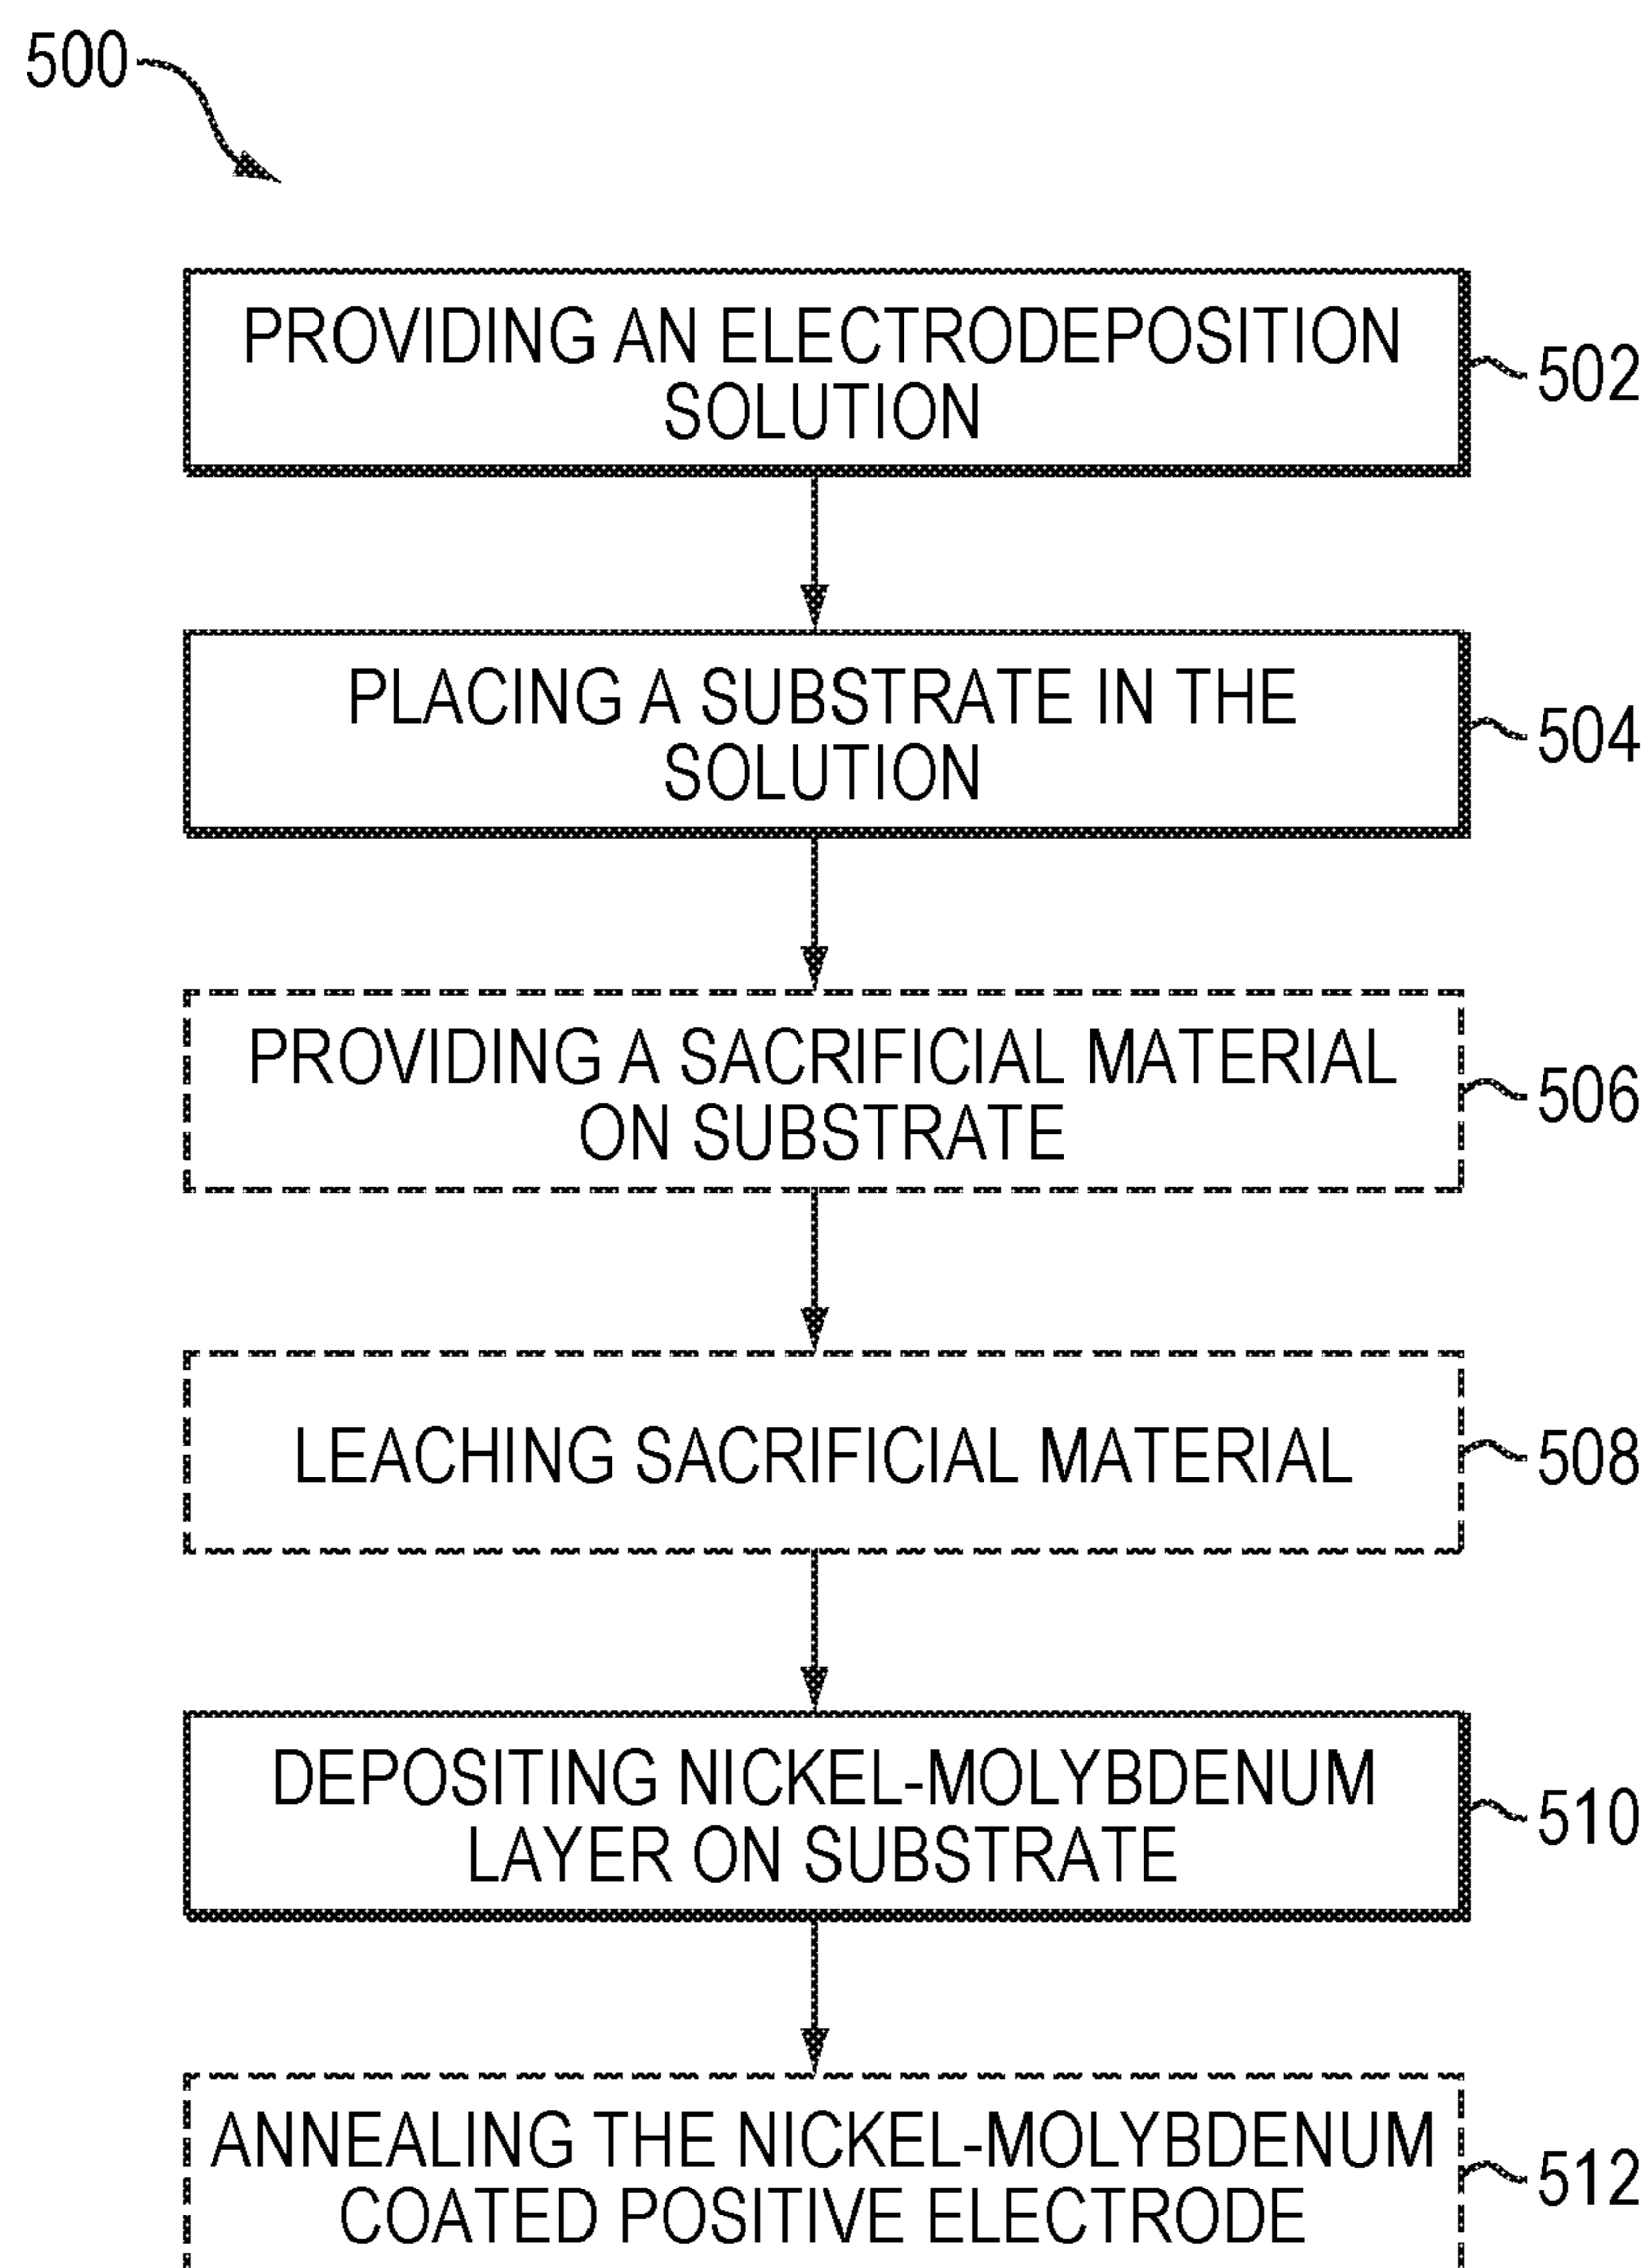 500
PROVIDING AN ELECTRODEPOSITION
SOLUTION
502
PLACING A SUBSTRATE IN THE
SOLUTION
504
PROVIDING A SACRIFICIAL MATERIAL
ON SUBSTRATE
506
LEACHING SACRIFICIAL MATERIAL
508
DEPOSITING NICKEL-MOLYBDENUM
LAYER ON SUBSTRATE
510
ANNEALING THE NICKEL-MOLYBDENUM
COATED POSITIVE ELECTRODE
512